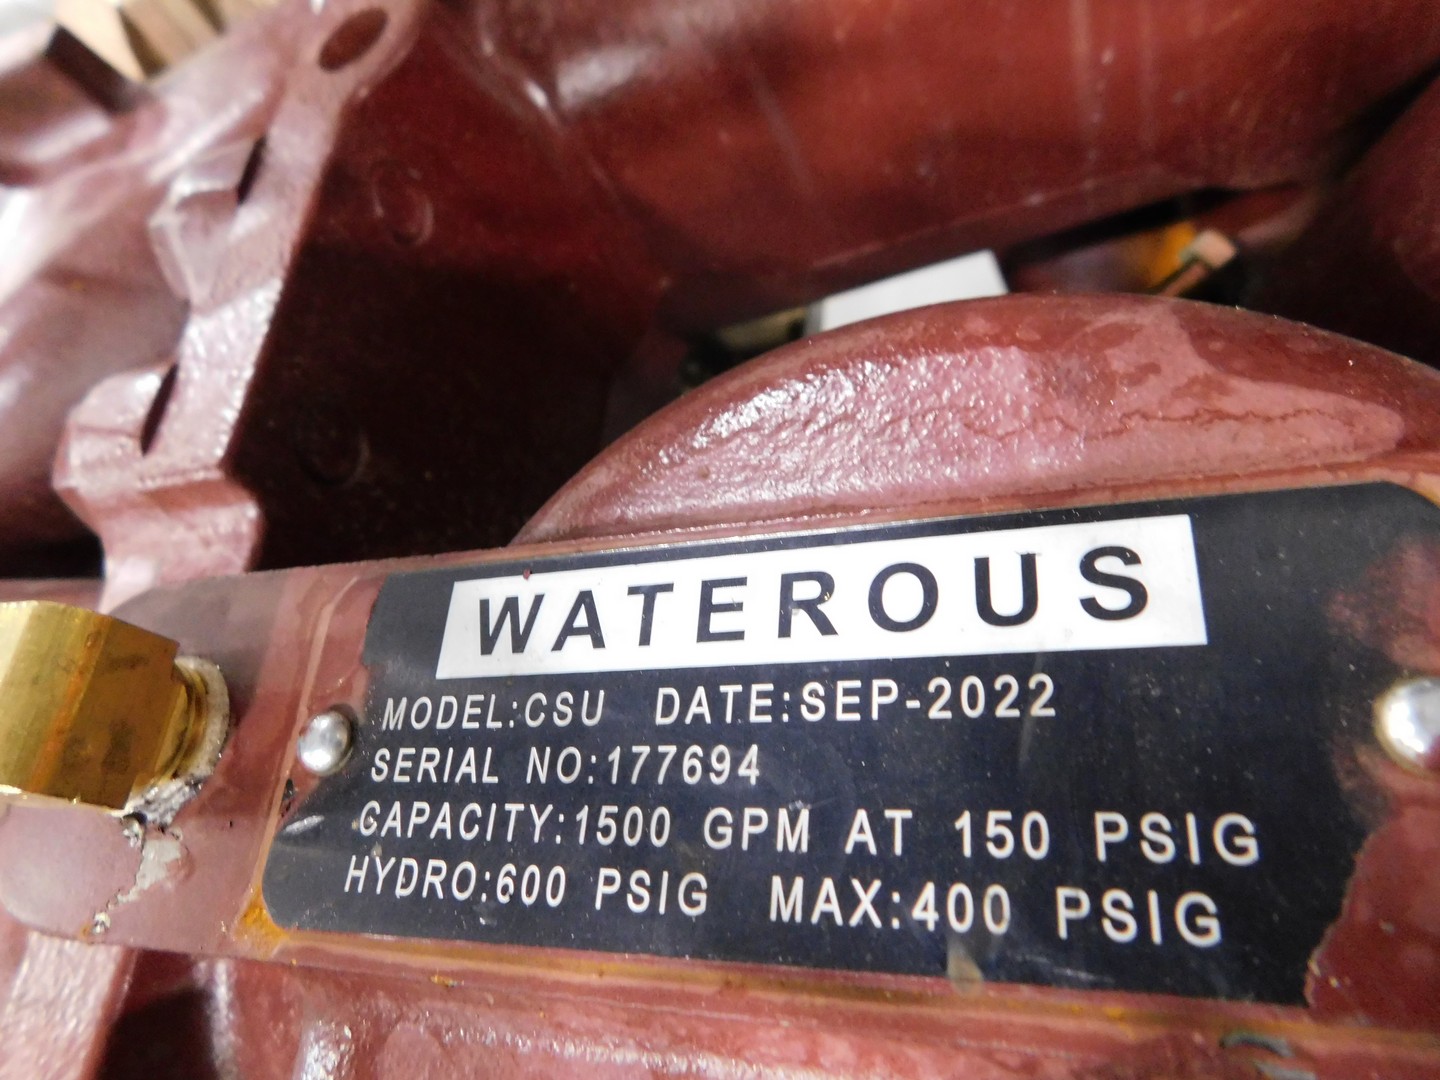 WATEROUS
MODEL:CSU DATE:SEP-2022
SERIAL NO:177694
CAPACITY:1500 GPM AT 150 PSIG
HYDRO:600 PSIG MAX:400 PSIG